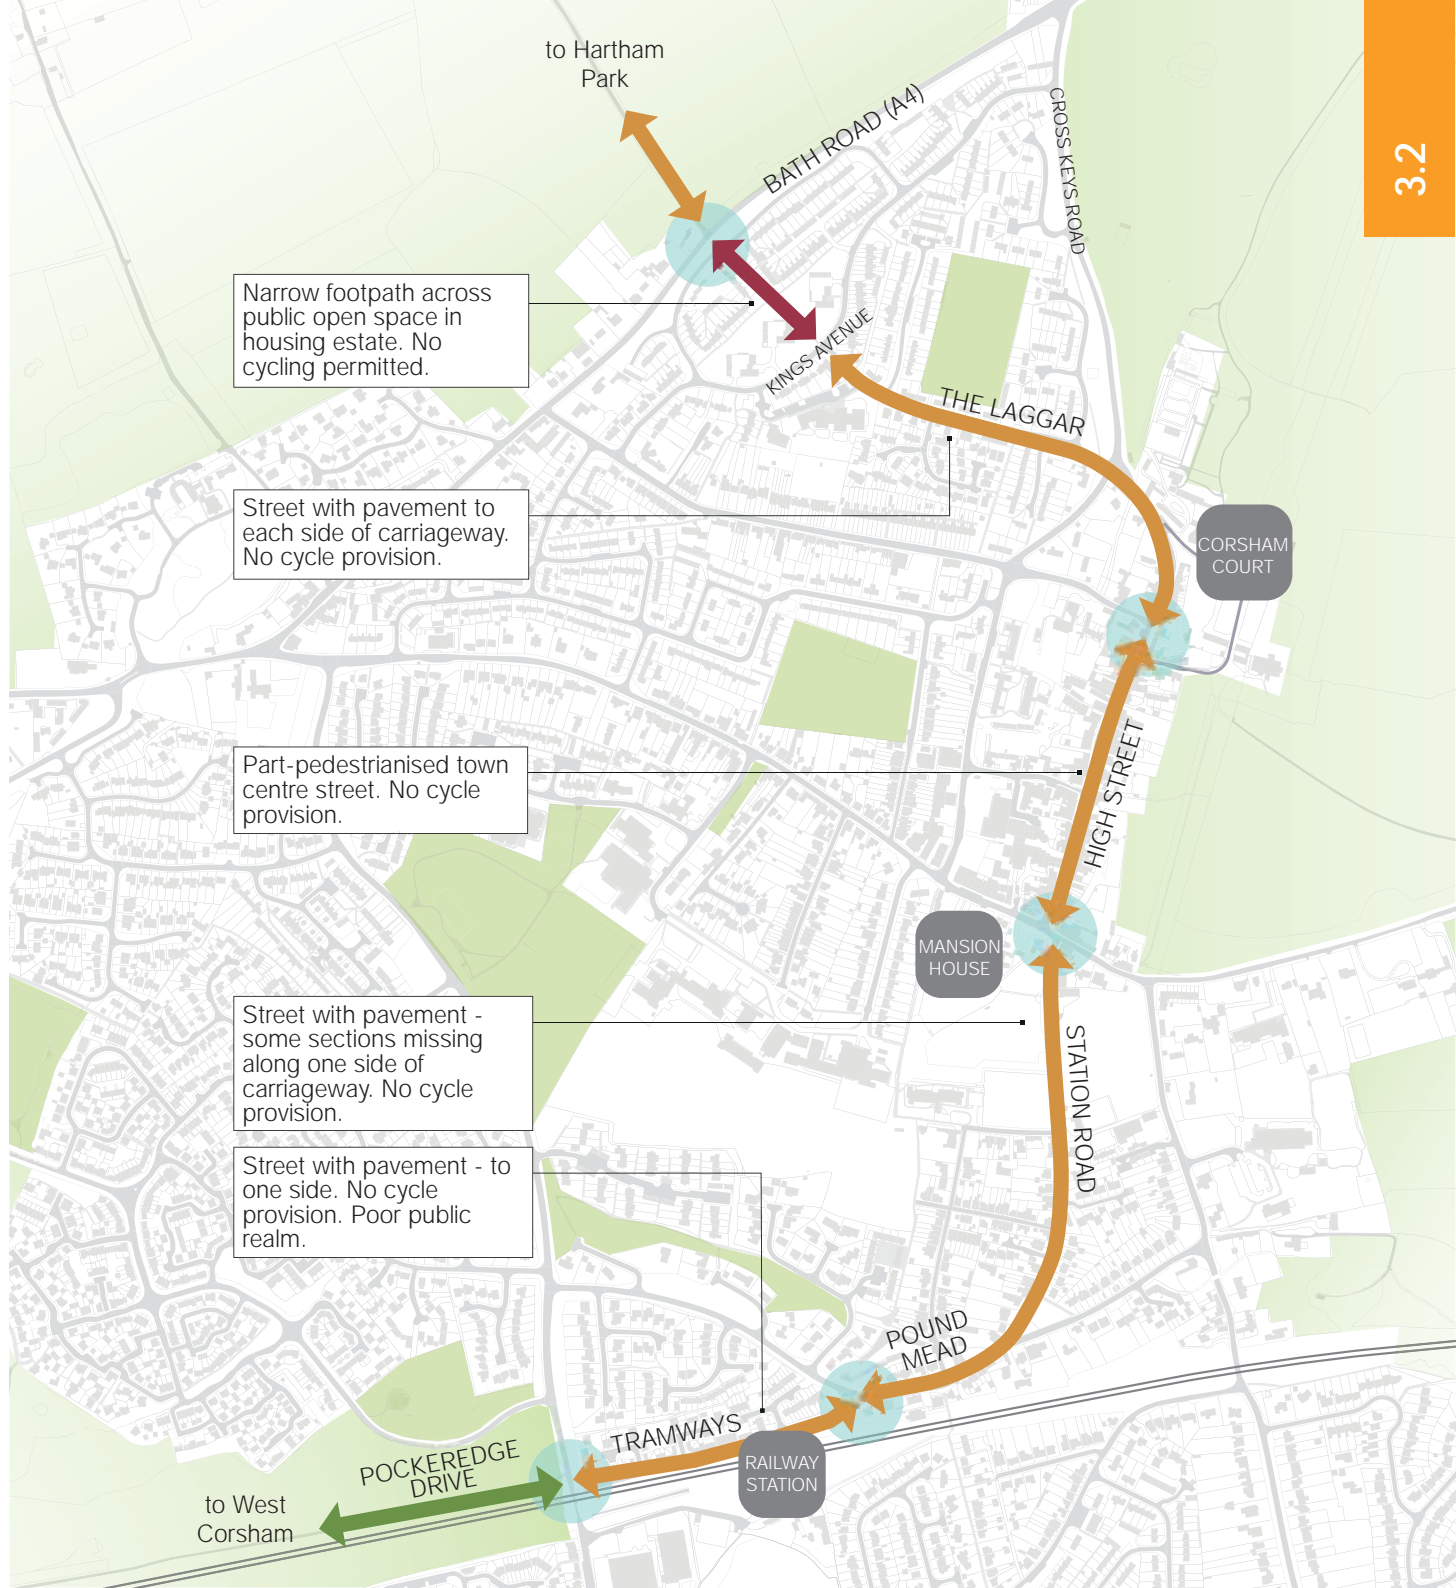 to Hartham
Park
BATH ROAD (A4)
CROSS KEYS ROAD
3.2
Narrow footpath across
public open space in
housing estate. No
cycling permitted.
KINGS AVENUE
THE LAGGAR
Street with pavement to
each side of carriageway.
No cycle provision.
CORSHAM
COURT
Part-pedestrianised town
centre street. No cycle
provision.
HIGH STREET
MANSION
HOUSE
Street with pavement -
some sections missing
along one side of
carriageway. No cycle
provision.
STATION ROAD
Street with pavement - to
one side. No cycle
provision. Poor public
realm.
POUND
MEAD
TRAMWAYS
RAILWAY
STATION
POCKEREDGE
DRIVE
to West
Corsham